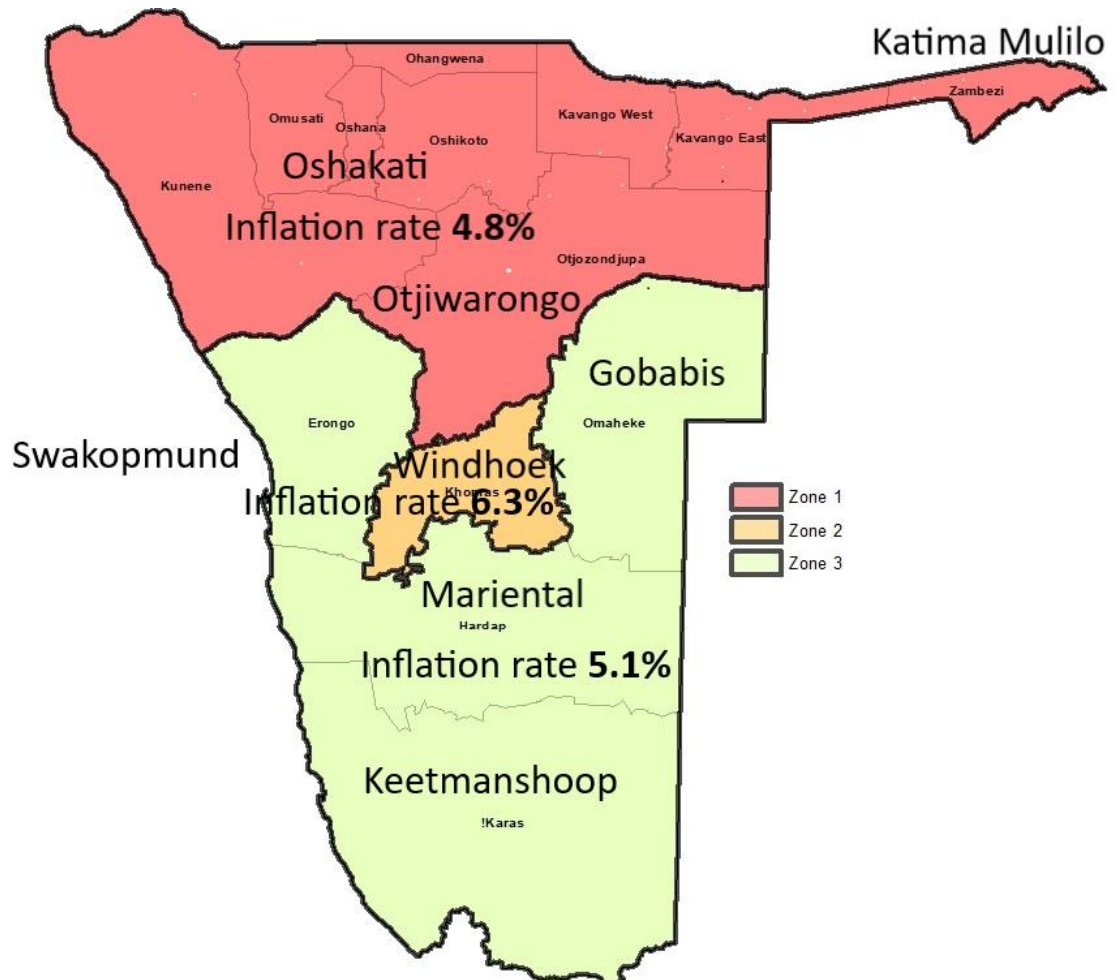 Katima Mulilo
Ohangwena
Zambezi
Omusati
Oshana
Kavango West
Oshikoto
Kavango East
Oshakati
Kunene
Inflation rate 4.8%
Otjozondjupa
Otjiwarongo
Gobabis
Erongo
Omaheke
Swakopmund
Windhoek
Khomas
Inflation rate 6.3%
Zone 1
Zone 2
Zone 3
Mariental
Hardap
Inflation rate 5.1%
Keetmanshoop
!Karas